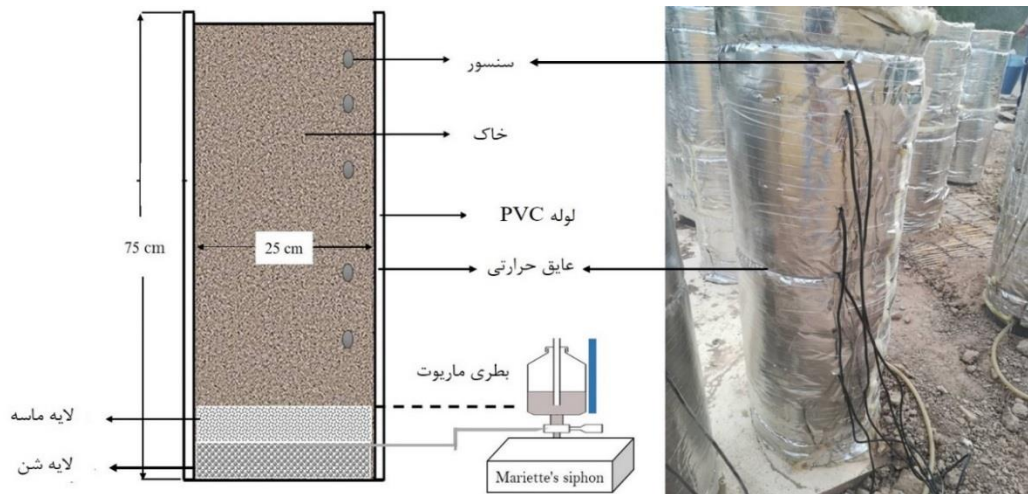 سنسور
خاک
لوله PVC
75 cm
25 cm
عایق حرارتی
بطری ماریوت
لایه ماسه
لایه شن
Mariette's siphon